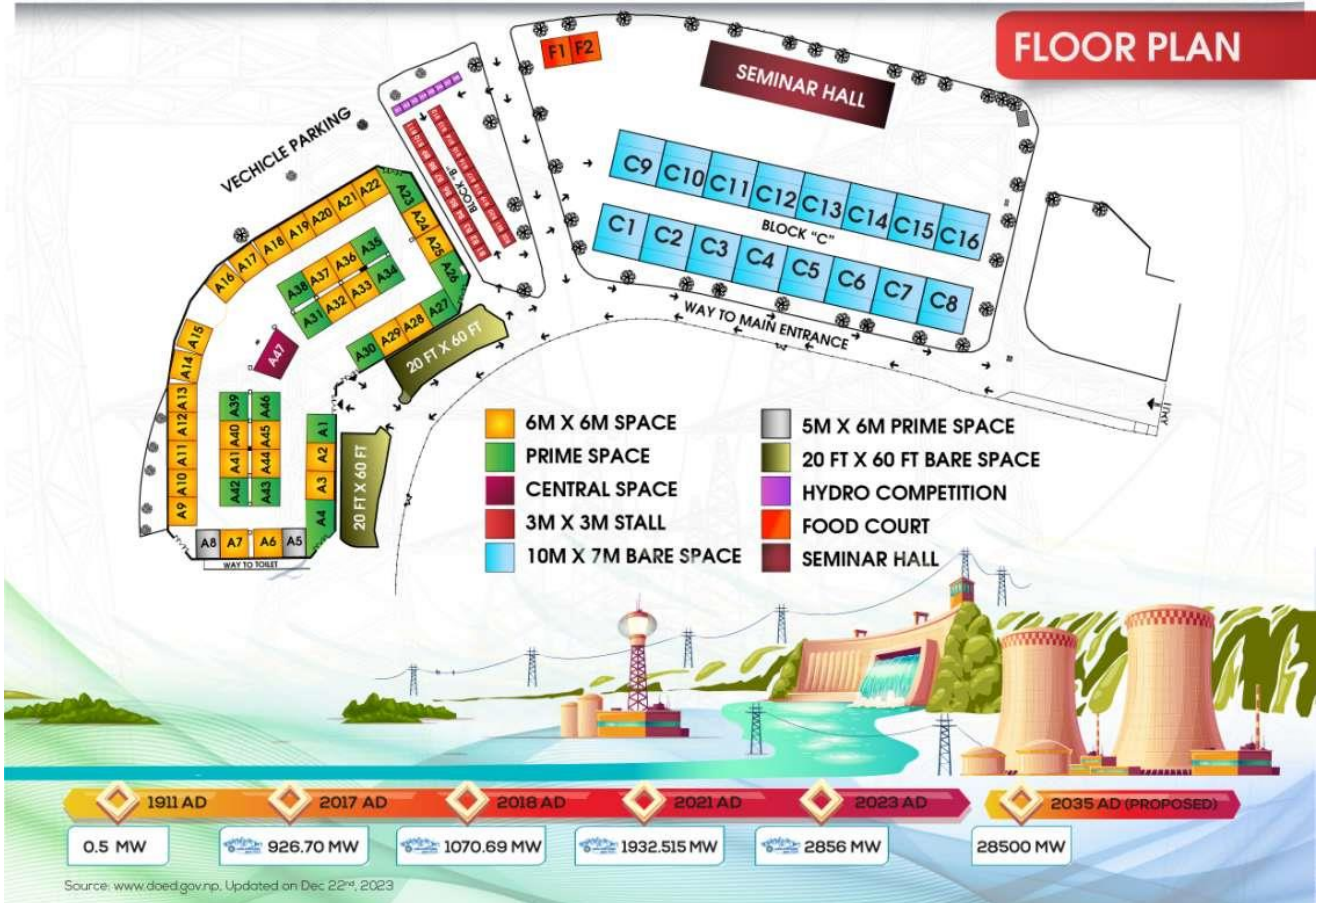 FLOOR PLAN
F1 F2
SEMINAR HALL
VECHICLE PARKING
BLOCK "B"
C9 C10 C11 C12 C13 C14 C15 C16
BLOCK "C"
C1 C2 C3 C4 C5 C6 C7 C8
WAY TO MAIN ENTRANCE
A16 A17 A18 A19 A20 A21 A22
A23
A24
A25
A26
A27
A28
A29
A30
A38 A37 A36 A35
A31 A32 A33 A34
20 FT X 60 FT
A47
A15
A14
A13
A12
A11
A10
A9
A39 A46
A40 A45
A41 A44
A42 A43
A1
A2
A3
A4
20 FT X 60 FT
A8 A7 A6 A5
WAY TO TOILET
6M X 6M SPACE
PRIME SPACE
CENTRAL SPACE
3M X 3M STALL
10M X 7M BARE SPACE
5M X 6M PRIME SPACE
20 FT X 60 FT BARE SPACE
HYDRO COMPETITION
FOOD COURT
SEMINAR HALL
1911 AD 2017 AD 2018 AD 2021 AD 2023 AD 2035 AD (PROPOSED)
0.5 MW 926.70 MW 1070.69 MW 1932.515 MW 2856 MW 28500 MW
Source: www.doed.gov.np, Updated on Dec 22nd, 2023